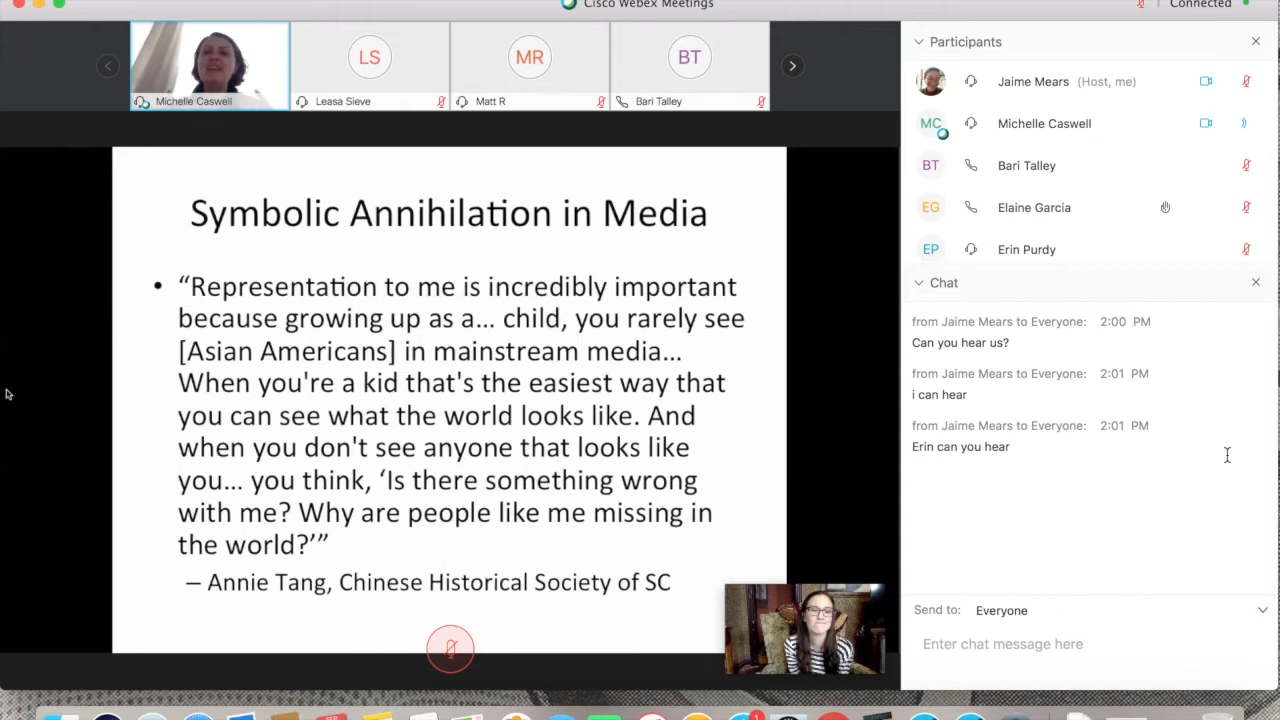 Cisco Webex Meetings
Connected
Michelle Caswell
LS
Leasa Sieve
MR
Matt R
BT
Bari Talley
Symbolic Annihilation in Media
• “Representation to me is incredibly important
because growing up as a... child, you rarely see
[Asian Americans] in mainstream media...
When you're a kid that's the easiest way that
you can see what the world looks like. And
when you don't see anyone that looks like
you... you think, ‘Is there something wrong
with me? Why are people like me missing in
the world?’”
– Annie Tang, Chinese Historical Society of SC
Participants
Jaime Mears (Host, me)
MC Michelle Caswell
BT Bari Talley
EG Elaine Garcia
EP Erin Purdy
Chat
from Jaime Mears to Everyone: 2:00 PM
Can you hear us?
from Jaime Mears to Everyone: 2:01 PM
i can hear
from Jaime Mears to Everyone: 2:01 PM
Erin can you hear
Send to: Everyone
Enter chat message here
FEB
1